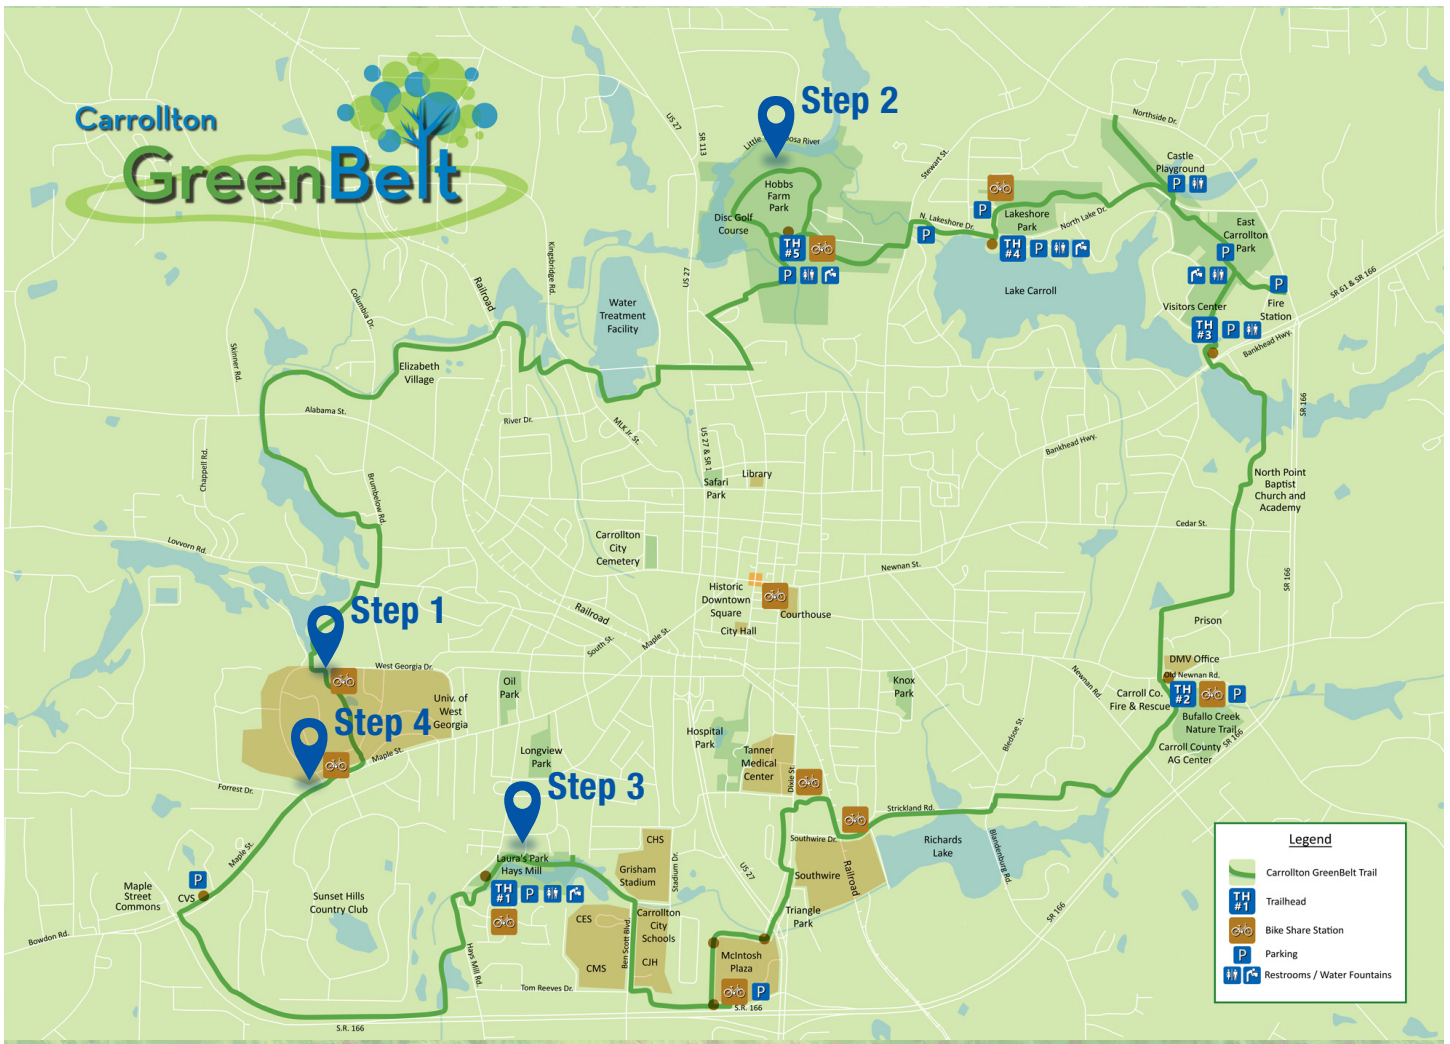 Carrollton
GreenBelt
Step 2
Step 1
Step 4
Step 3
US 27
SR 113
Little
oosa River
Stewart St.
Northside Dr.
Castle
Playground
P
Hobbs
Farm
Park
Disc Golf
Course
TH
#5
P
N. Lakeshore Dr.
P
P
Lakeshore
Park
North Lake Dr.
TH
#4
P
East
Carrollton
Park
P
P
Fire
Station
SR 61 & SR 166
Visitors Center
TH
#3
P
Bankhead Hwy.
Lake Carroll
Kingsbridge Rd.
Railroad
US 27
Water
Treatment
Facility
Columbia Dr.
Skinner Rd.
Elizabeth
Village
Alabama St.
River Dr.
MLK Jr. St.
US 27 & SR 1
SR 166
Bankhead Hwy.
Chappell Rd.
Brumbelow Rd.
Library
Safari
Park
North Point
Baptist
Church and
Academy
Cedar St.
Lovvorn Rd.
Carrollton
City
Cemetery
Newnan St.
SR 166
Historic
Downtown
Square
Courthouse
City Hall
Railroad
South St.
Maple St.
Prison
DMV Office
Old Newnan Rd.
TH
#2
P
Carroll Co.
Fire & Rescue
Bufallo Creek
Nature Trail
Carroll County
AG Center
SR 166
Newnan Rd.
Bledsoe St.
West Georgia Dr.
Univ. of
West
Georgia
Oil
Park
Knox
Park
Hospital
Park
Longview
Park
Maple St.
Tanner
Medical
Center
Dixie St.
Forrest Dr.
Strickland Rd.
Southwire Dr.
Southwire
Railroad
Richards
Lake
Blandenburg Rd.
US 27
Maple St.
P
CVS
Maple
Street
Commons
Bowdon Rd.
Sunset Hills
Country Club
Laura's Park
Hays Mill
TH
#1
P
CHS
Grisham
Stadium
Stadium Dr.
CES
CMS
Ben Scott Blvd.
Carrollton
City
Schools
CJH
Triangle
Park
McIntosh
Plaza
P
Hays Mill Rd.
Tom Reeves Dr.
S.R. 166
S.R. 166
SR 166
Legend
Carrollton GreenBelt Trail
TH
#1
Trailhead
Bike Share Station
P
Parking
Restrooms / Water Fountains